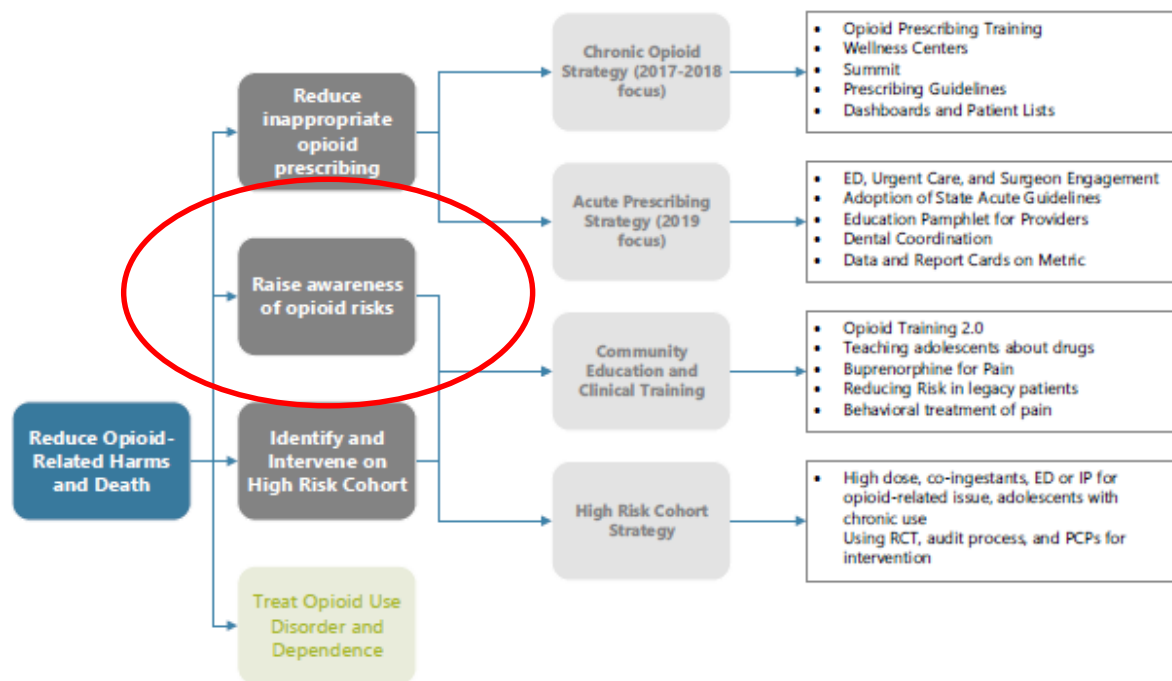 Reduce
inappropriate
opioid
prescribing
Raise awareness
of opioid risks
Reduce Opioid-
Related Harms
and Death
Identify and
Intervene on
High Risk Cohort
Treat Opioid Use
Disorder and
Dependence
Chronic Opioid
Strategy (2017-2018
focus)
Acute Prescribing
Strategy (2019
focus)
Community
Education and
Clinical Training
High Risk Cohort
Strategy
• Opioid Prescribing Training
• Wellness Centers
• Summit
• Prescribing Guidelines
• Dashboards and Patient Lists
• ED, Urgent Care, and Surgeon Engagement
• Adoption of State Acute Guidelines
• Education Pamphlet for Providers
• Dental Coordination
• Data and Report Cards on Metric
• Opioid Training 2.0
• Teaching adolescents about drugs
• Buprenorphine for Pain
• Reducing Risk in legacy patients
• Behavioral treatment of pain
• High dose, co-ingestants, ED or IP for
opioid-related issue, adolescents with
chronic use
Using RCT, audit process, and PCPs for
intervention